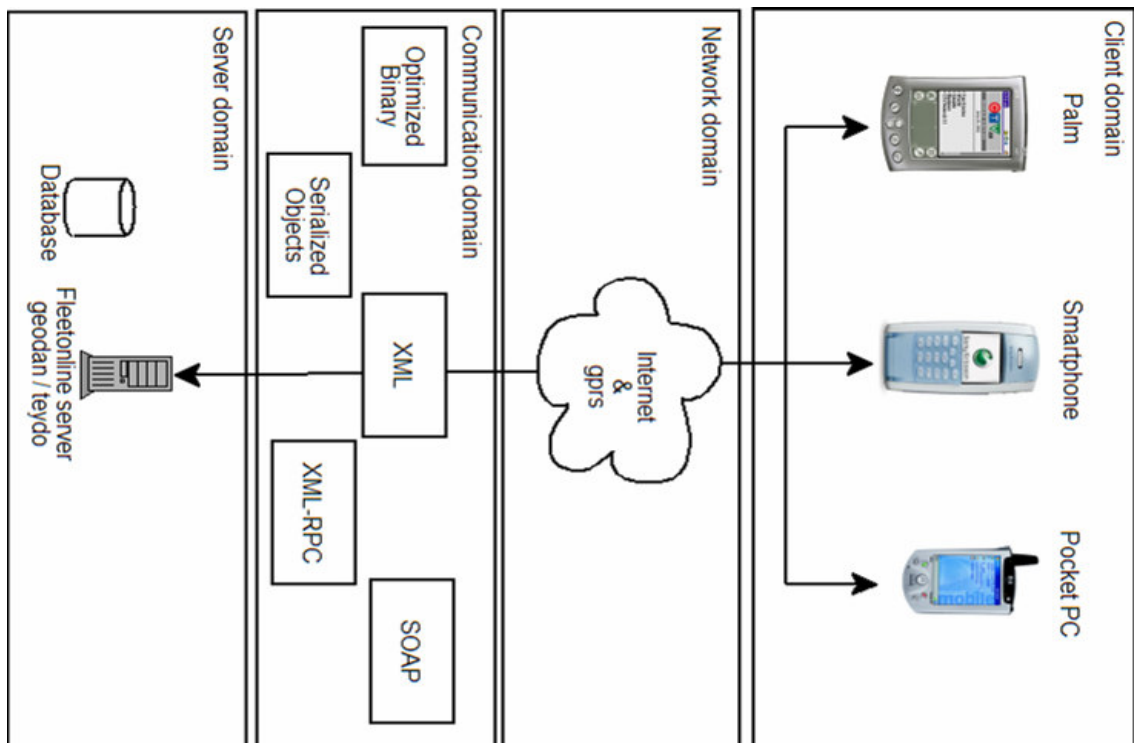 Client domain
Palm
Smartphone
Pocket PC
Network domain
Internet
&
gprs
Communication domain
Optimized
Binary
Serialized
Objects
XML
XML-RPC
SOAP
Server domain
Database
Fleetonline server
geodan / teydo
mobile